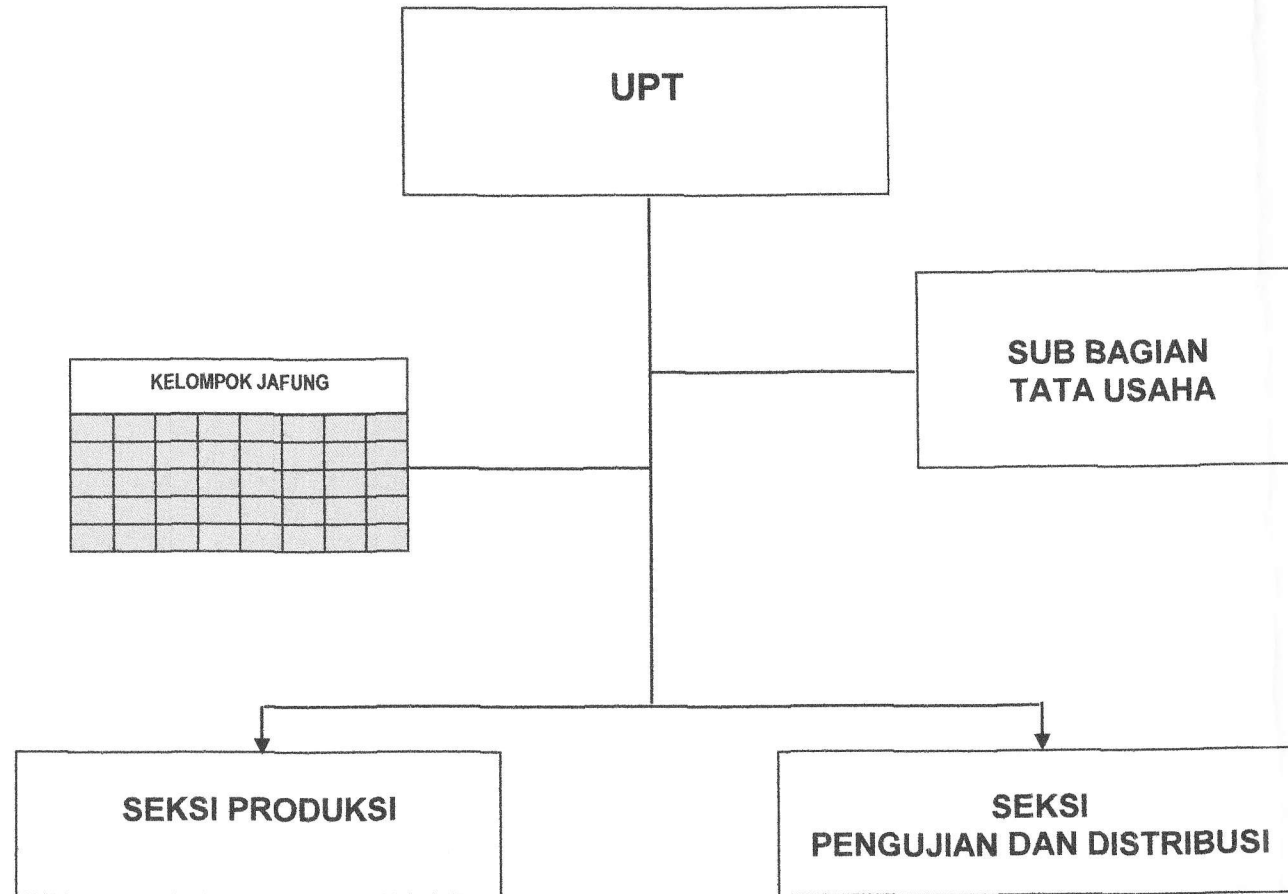 UPT
SUB BAGIAN
TATA USAHA
KELOMPOK JAFUNG
SEKSI PRODUKSI
SEKSI
PENGUJIAN DAN DISTRIBUSI